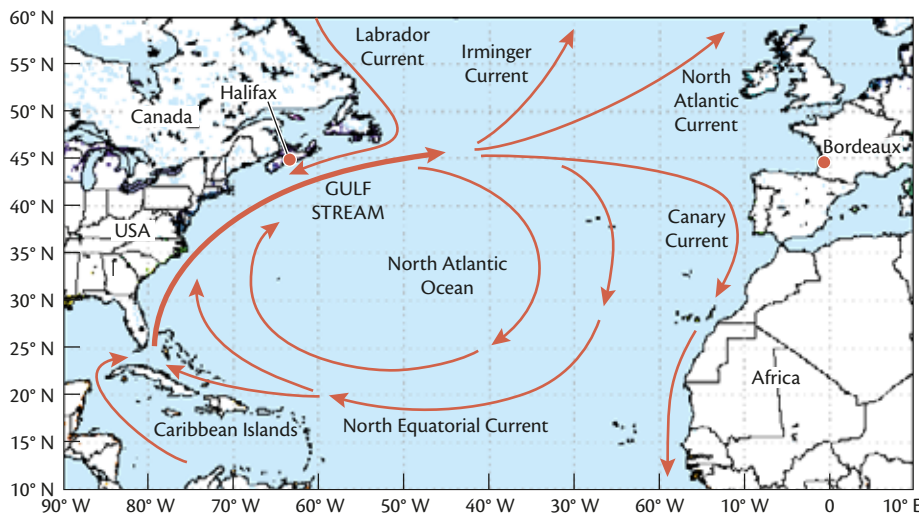 60° N
55° N
50° N
45° N
40° N
35° N
30° N
25° N
20° N
15° N
10° N
Labrador
Current
Irminger
Current
North
Atlantic
Current
Halifax
Canada
Bordeaux
GULF
STREAM
USA
Canary
Current
North Atlantic
Ocean
Africa
Caribbean Islands
North Equatorial Current
90° W
80° W
70° W
60° W
50° W
40° W
30° W
60° W
10° W
0
10° E